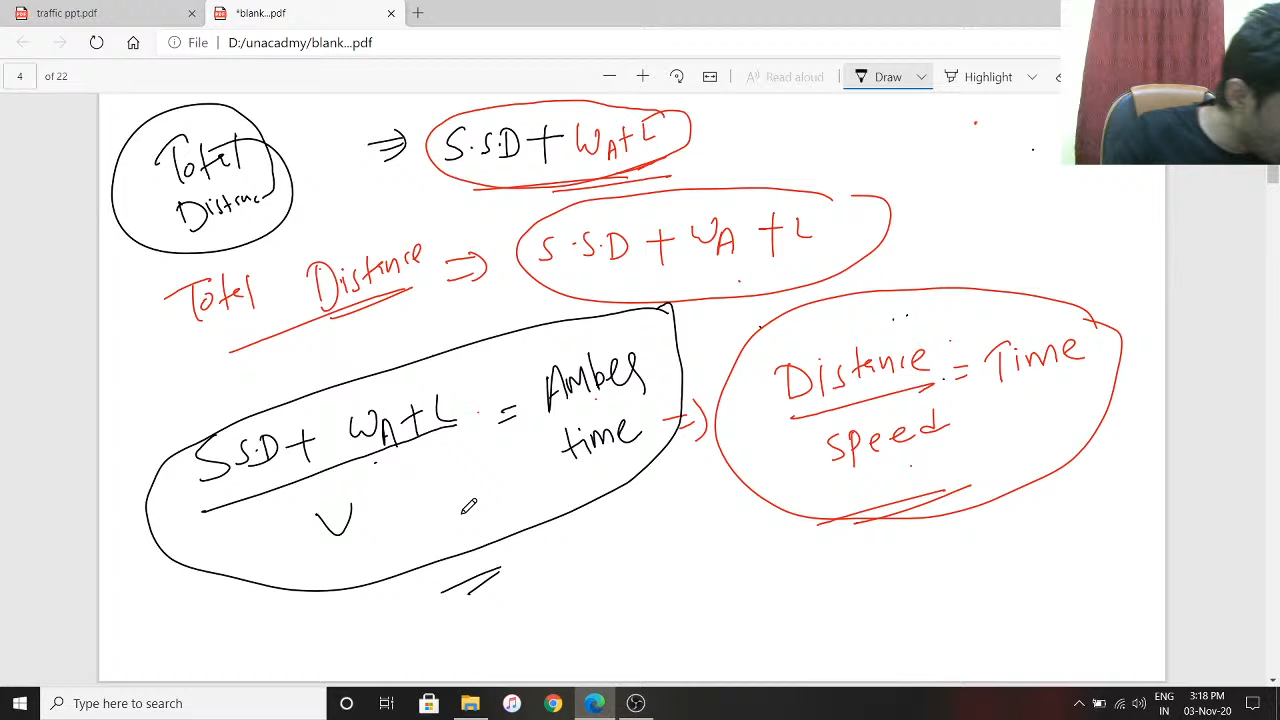 traffic ppt.pdf
*blank...pdf
File D:/unacadmy/blank...pdf
4 of 22
Read aloud
Draw
Highlight
Total Distanc
⇒ S.S.D + WA+L
Total Distance ⇒ S.S.D + WA + L
SS.D + WA+L = Amber time
V
⇒ Distance = Time
speed
Type here to search
ENG
IN
3:18 PM
03-Nov-20